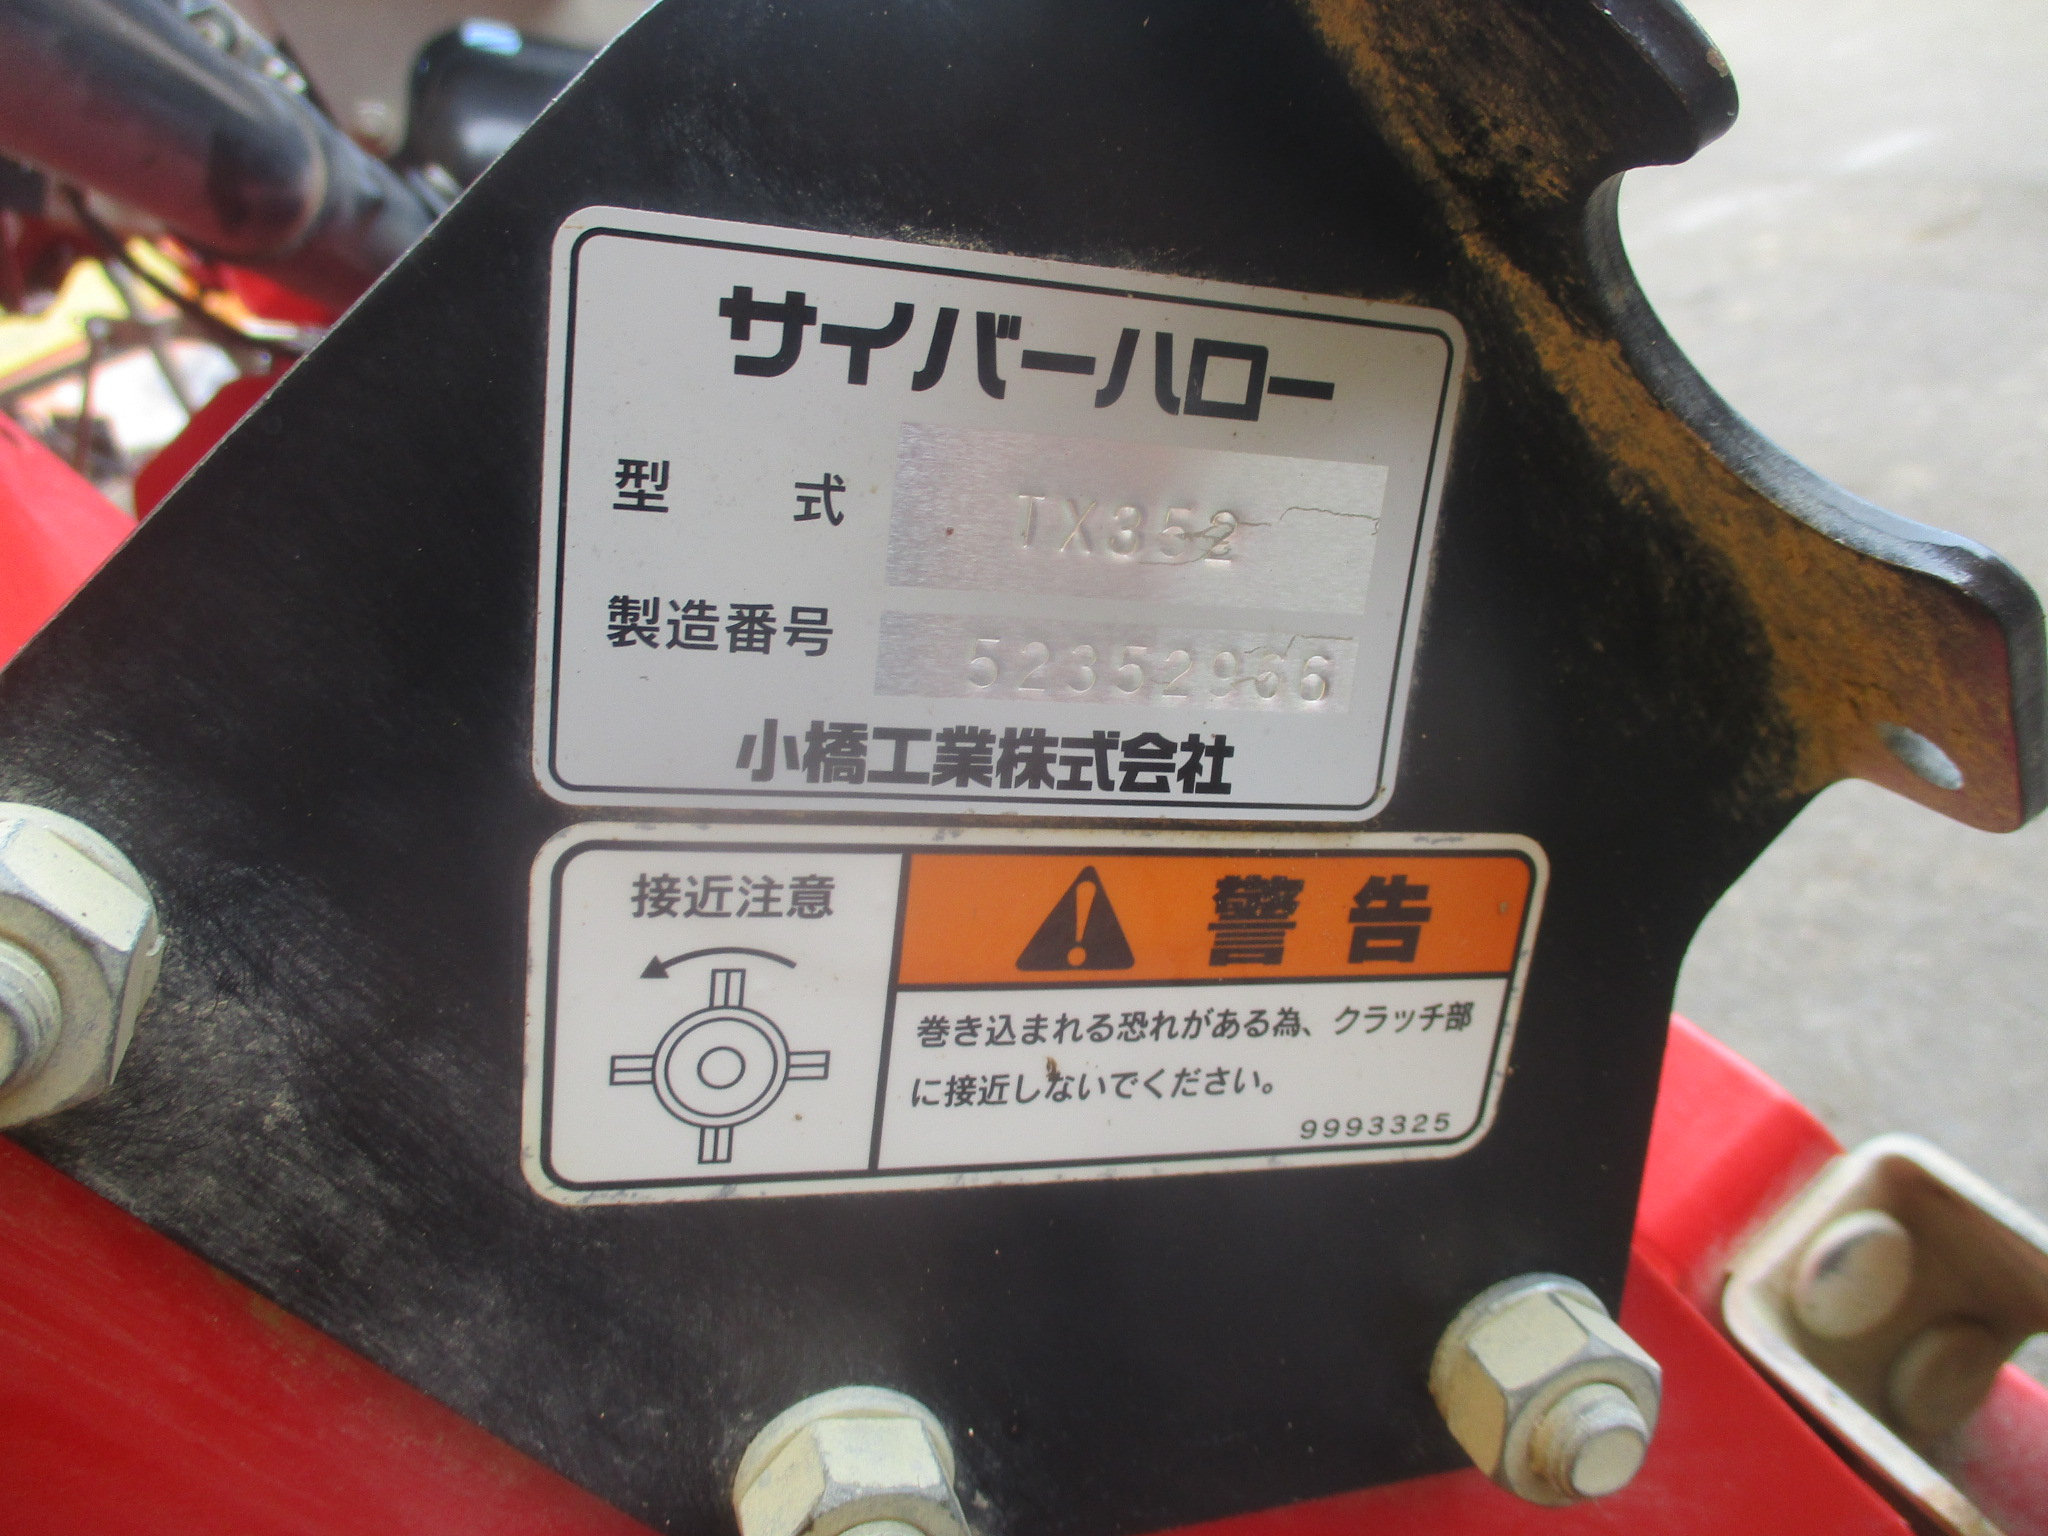 サイバーハロー
型式 TX352
製造番号 52352966
小橋工業株式会社
接近注意
警告
巻き込まれる恐れがある為、クラッチ部
に接近しないでください。
9993325